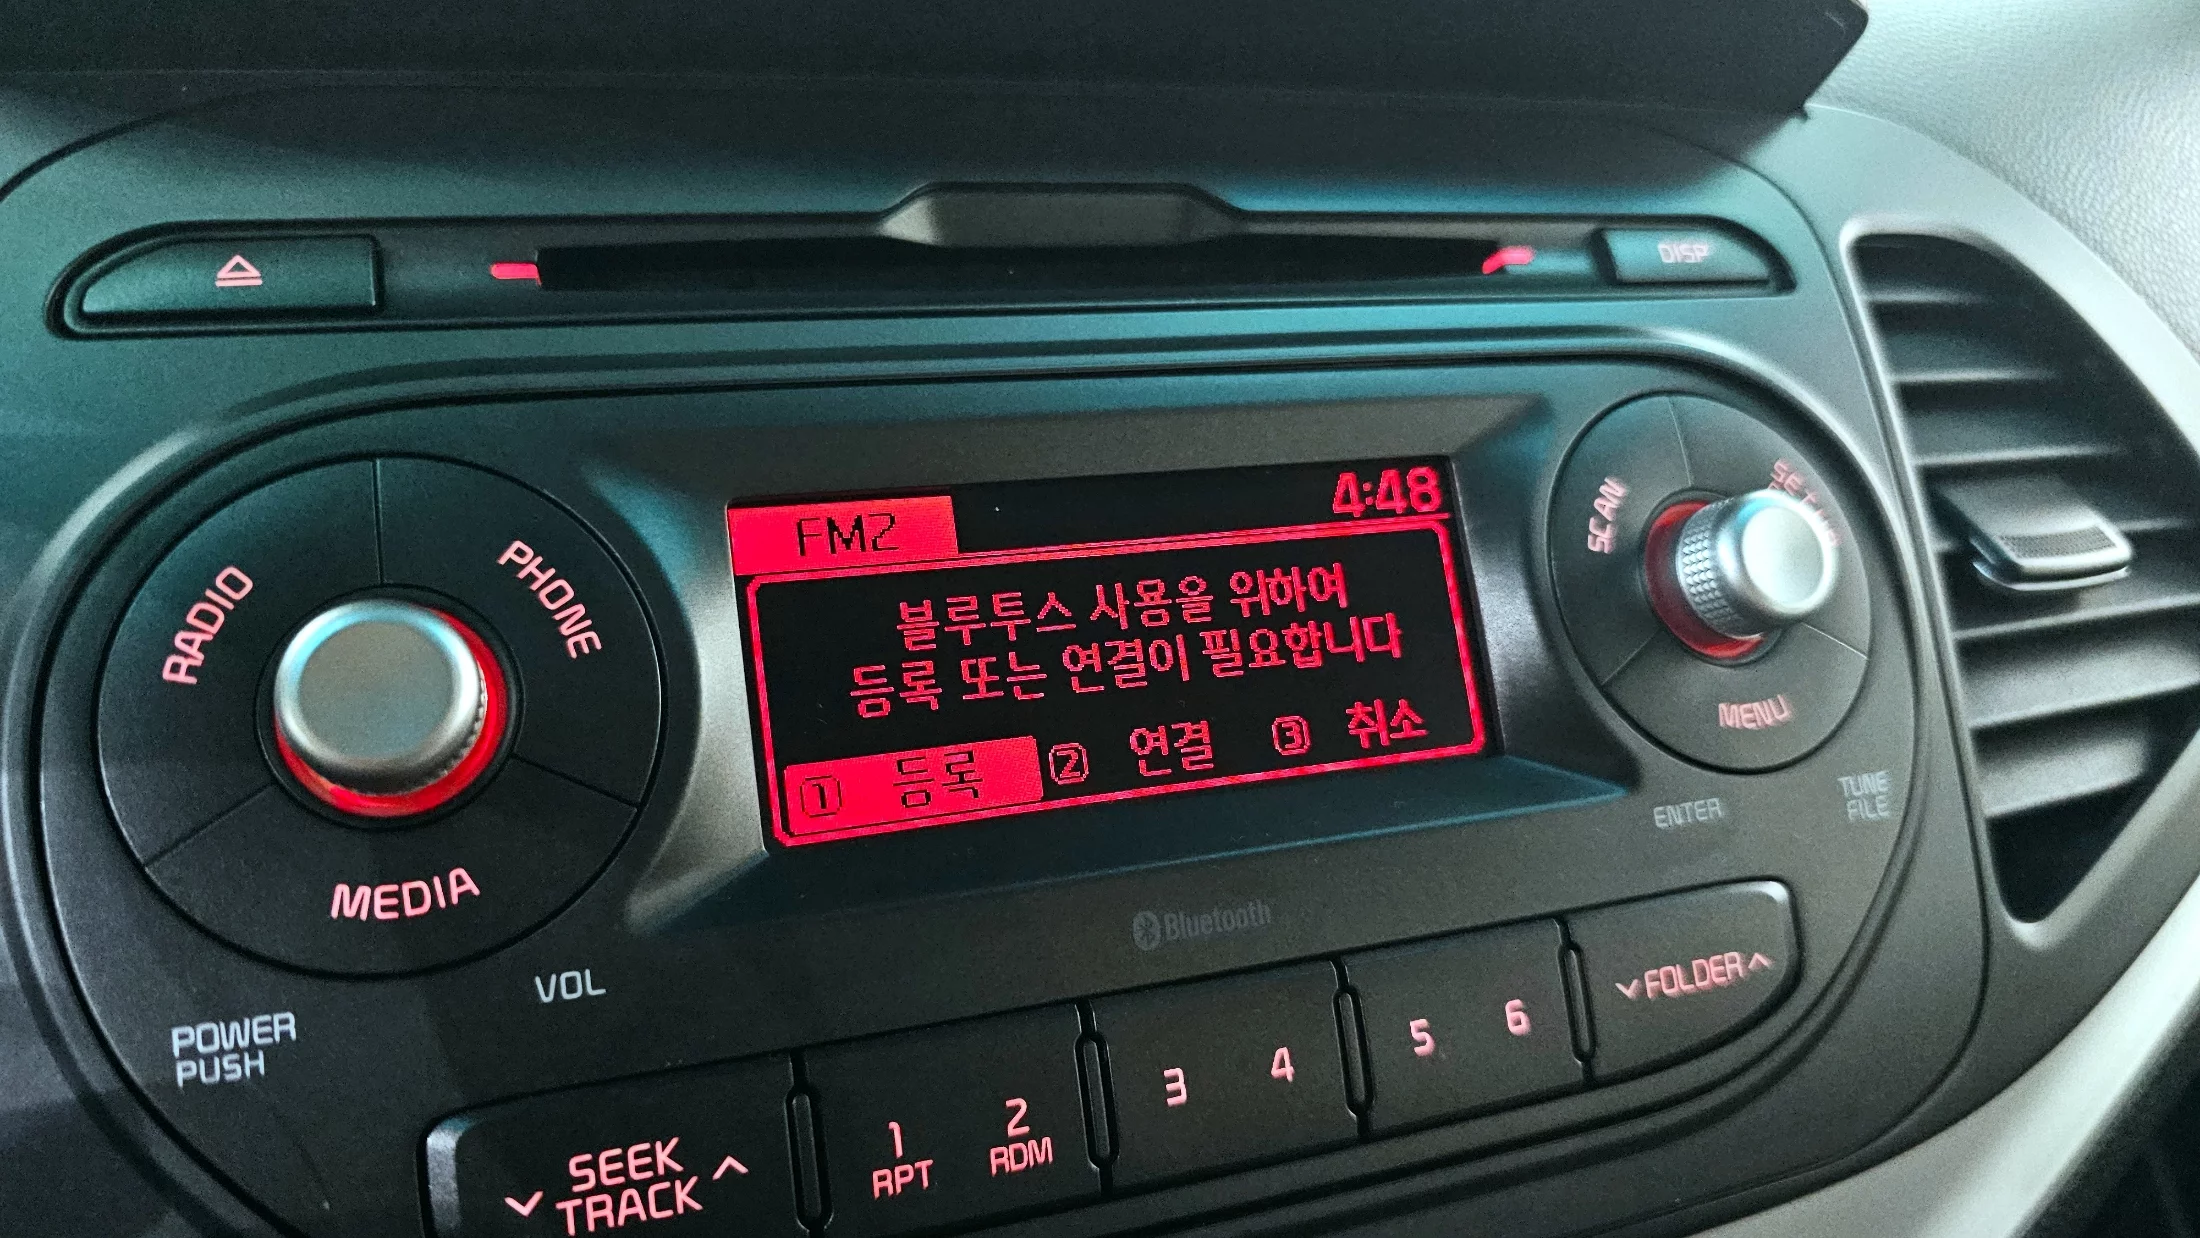 DISP
FM2 4:48
블루투스 사용을 위하여
등록 또는 연결이 필요합니다
① 등록 ② 연결 ③ 취소
RADIO
PHONE
MEDIA
VOL
POWER
PUSH
SCAN
SETUP
MENU
ENTER
TUNE
FILE
Bluetooth
SEEK
TRACK
1
RPT
2
RDM
3
4
5
6
FOLDER